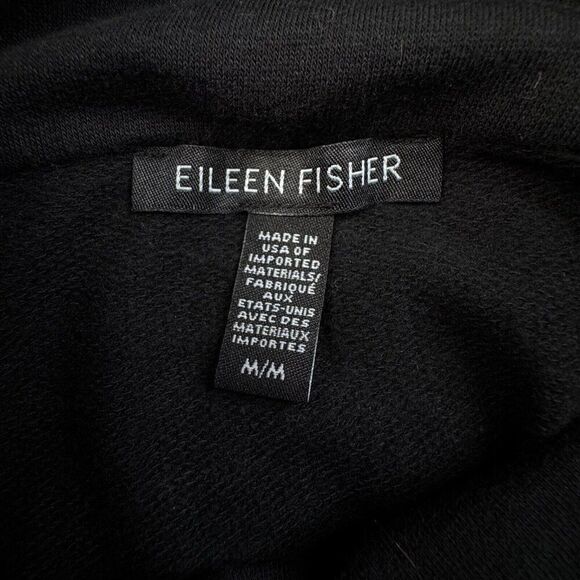 EILEEN FISHER
MADE IN
USA OF
IMPORTED
MATERIALS/
FABRIQUÉ
AUX
ETATS-UNIS
AVEC DES
MATERIAUX
IMPORTES
M/M